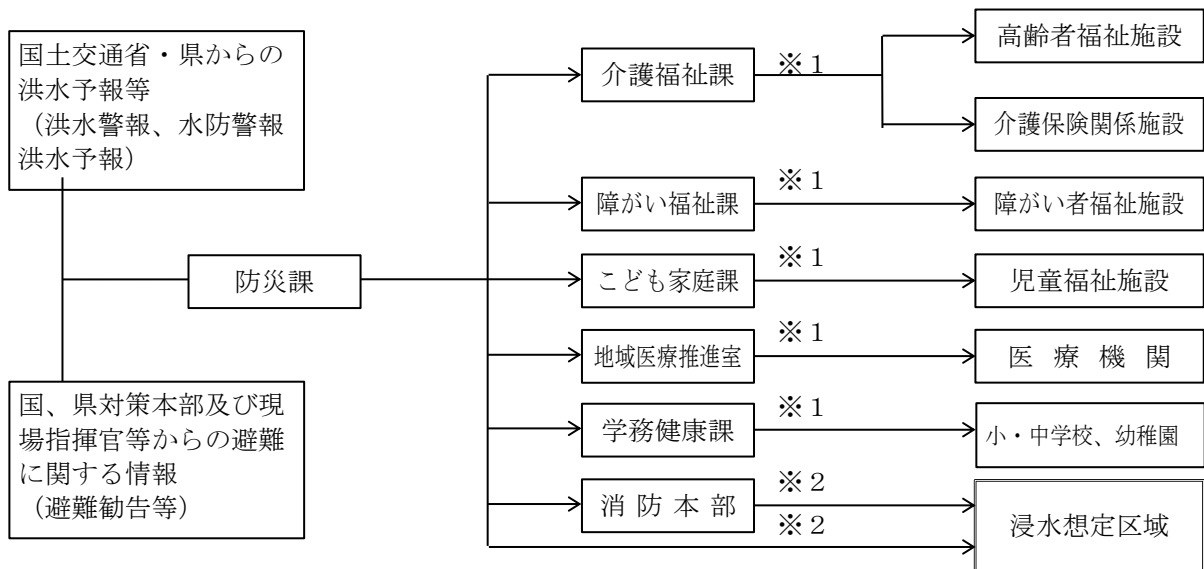 国土交通省・県からの
洪水予報等
（洪水警報、水防警報
洪水予報）
国、県対策本部及び現
場指揮官等からの避難
に関する情報
（避難勧告等）
防災課
介護福祉課
※１
高齢者福祉施設
介護保険関係施設
障がい福祉課
※１
障がい者福祉施設
こども家庭課
※１
児童福祉施設
地域医療推進室
※１
医療機関
学務健康課
※１
小・中学校、幼稚園
消防本部
※２
※２
浸水想定区域